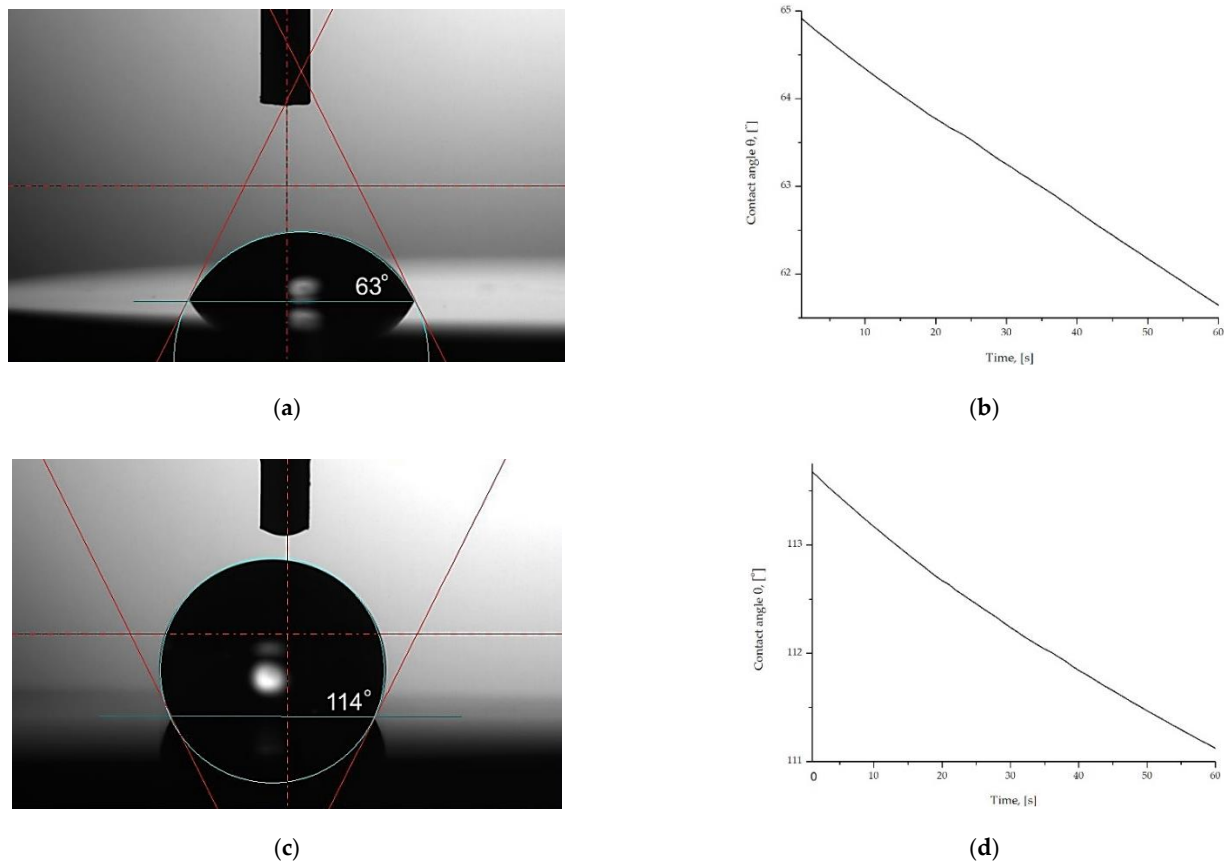 63°
65
64
63
62
Contact angle θ, [°]
10 20 30 40 50 60
Time, [s]
(a) (b)
114°
113
112
111
Contact angle θ, [°]
0 10 20 30 40 50 60
Time, [s]
(c) (d)